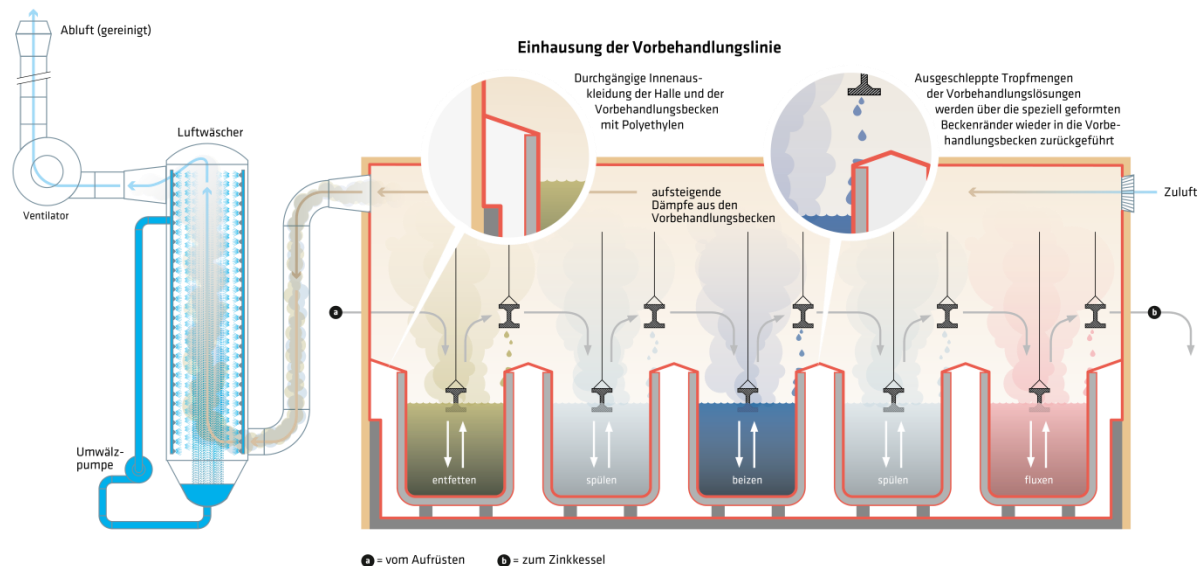 Abluft (gereinigt)
Einhausung der Vorbehandlungslinie
Durchgängige Innenaus-
kleidung der Halle und der
Vorbehandlungsbecken
mit Polyethylen
Ausgeschleppte Tropfmengen
der Vorbehandlungslösungen
werden über die speziell geformten
Beckenränder wieder in die Vorbe-
handlungsbecken zurückgeführt
Luftwäscher
Ventilator
aufsteigende
Dämpfe aus den
Vorbehandlungsbecken
Zuluft
a
b
Umwälz-
pumpe
entfetten
spülen
beizen
spülen
fluxen
a = vom Aufrüsten
b = zum Zinkkessel